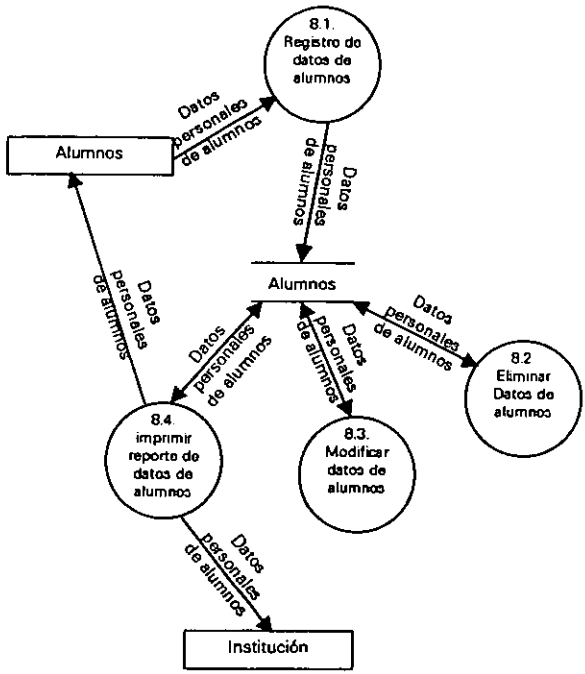 8.1.
Registro de
datos de
alumnos
Datos
personales
de alumnos
Alumnos
Datos
personales
de alumnos
Datos
personales
de alumnos
Alumnos
Datos
personales
de alumnos
Datos
personales
de alumnos
Datos
personales
de alumnos
8.2
Eliminar
Datos de
alumnos
8.4.
imprimir
reporte de
datos de
alumnos
8.3.
Modificar
datos de
alumnos
Datos
personales
de alumnos
Institución